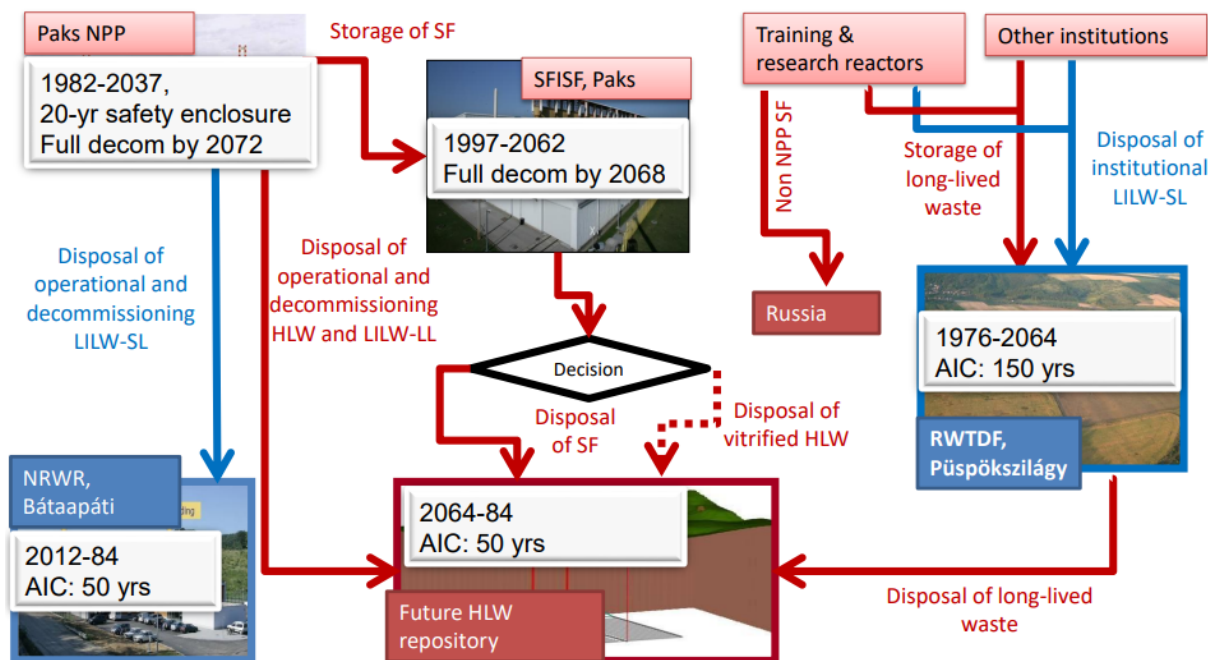 Paks NPP
1982-2037,
20-yr safety enclosure
Full decom by 2072
Storage of SF
SFISF, Paks
1997-2062
Full decom by 2068
Training &
research reactors
Other institutions
Non NPP SF
Storage of
long-lived
waste
Disposal of
institutional
LILW-SL
Disposal of
operational and
decommissioning
LILW-SL
Disposal of
operational and
decommissioning
HLW and LILW-LL
Russia
1976-2064
AIC: 150 yrs
RWTDF,
Püspökszilágy
Decision
Disposal
of SF
Disposal of
vitrified HLW
NRWR,
Bátaapáti
2012-84
AIC: 50 yrs
2064-84
AIC: 50 yrs
Future HLW
repository
Disposal of long-lived
waste